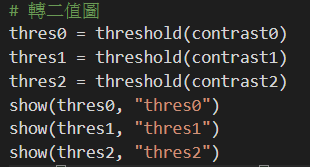 # 轉二值圖
thres0 = threshold(contrast0)
thres1 = threshold(contrast1)
thres2 = threshold(contrast2)
show(thres0, "thres0")
show(thres1, "thres1")
show(thres2, "thres2")